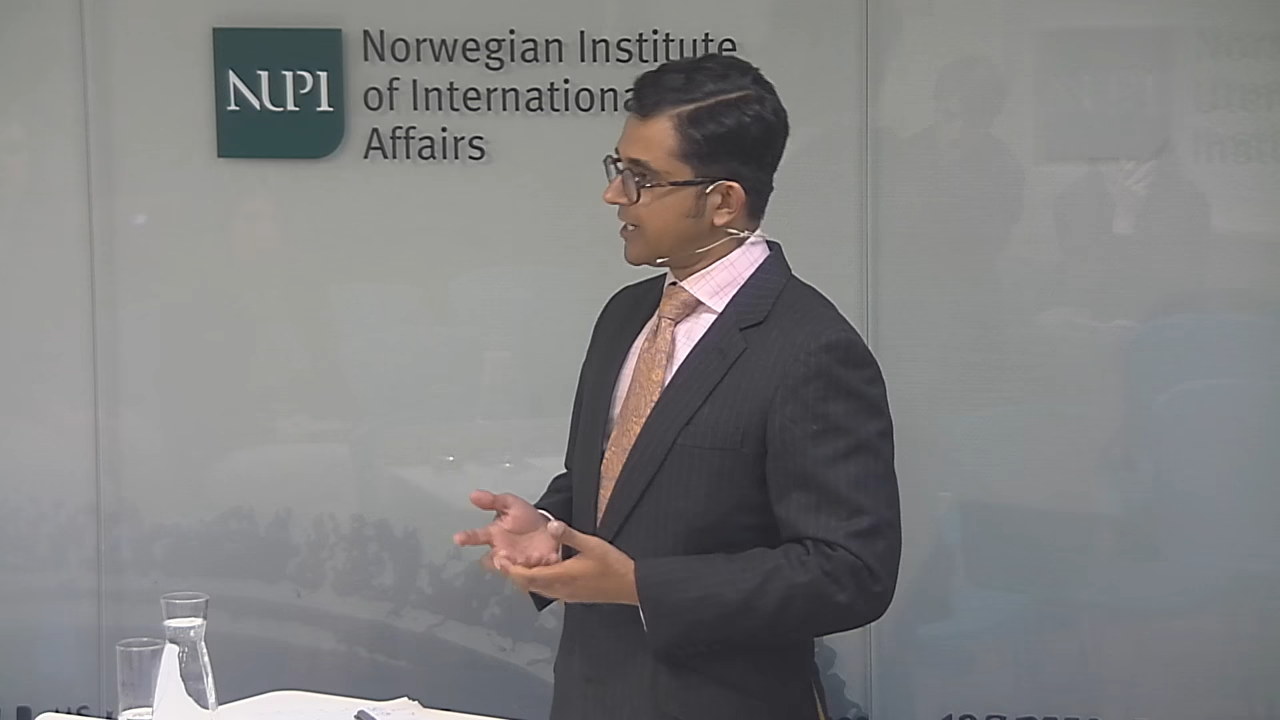 NUPI
Norwegian Institute
of Internationa
Affairs